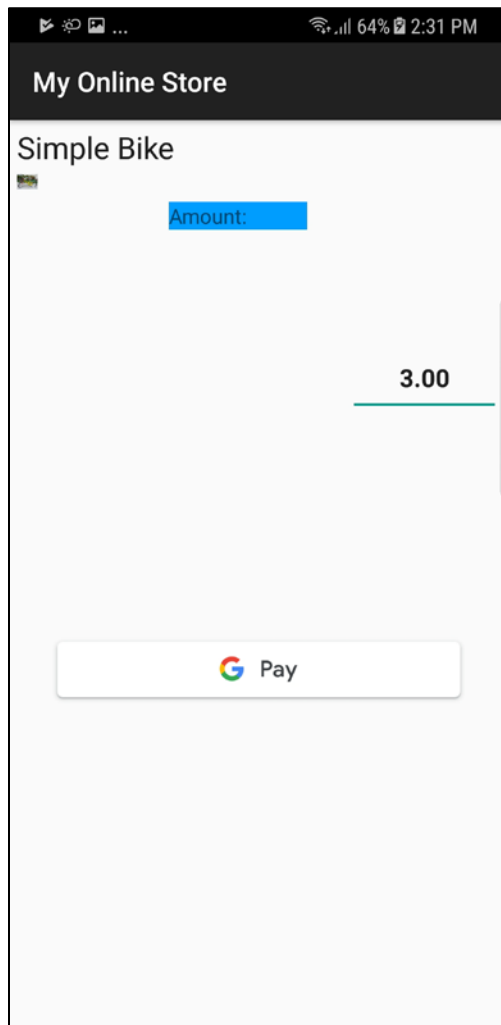 ... 64% 2:31 PM
My Online Store
Simple Bike
Amount:
3.00
G Pay